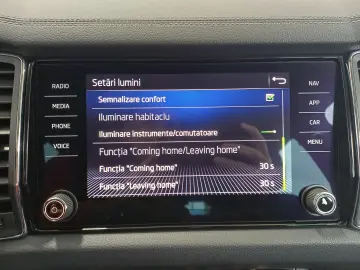 Setări lumini
RADIO
NAV
Semnalizare confort
MEDIA
APP
Iluminare habitaclu
Iluminare instrumente/comutatoare
PHONE
CAR
Funcția "Coming home/Leaving home"
VOICE
MENU
Funcția "Coming home" 30 s
Funcția "Leaving home" 30 s